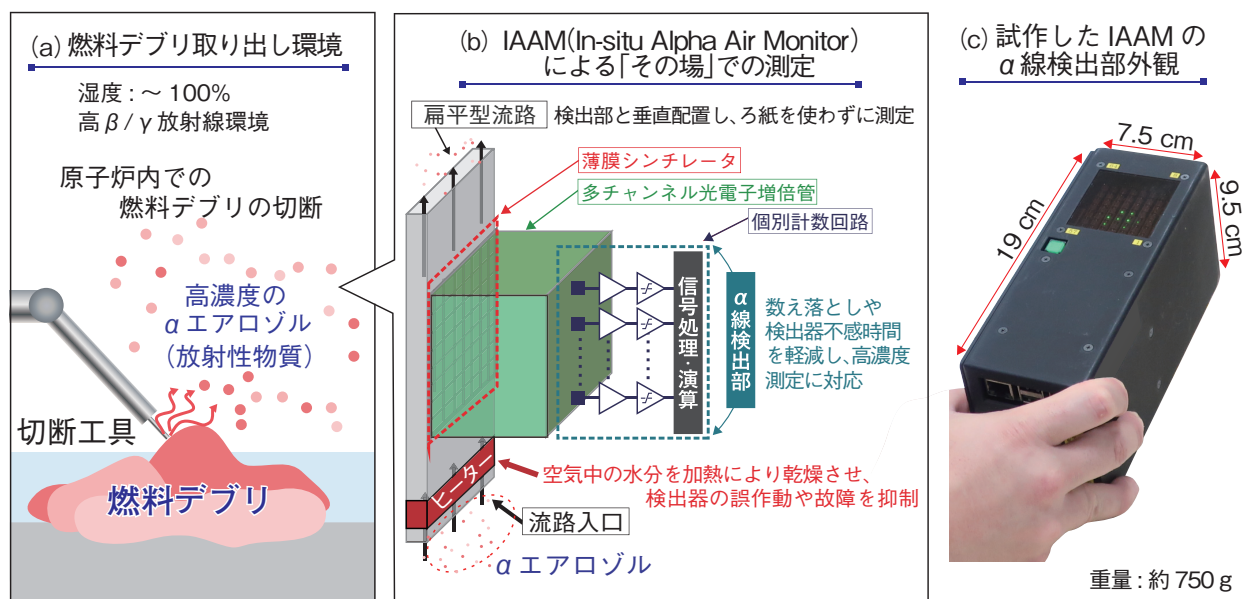 (a) 燃料デブリ取り出し環境
湿度：～ 100%
高 β / γ 放射線環境
原子炉内での
燃料デブリの切断
高濃度の
α エアロゾル
（放射性物質）
切断工具
燃料デブリ
(b) IAAM(In-situ Alpha Air Monitor)
による「その場」での測定
扁平型流路
検出部と垂直配置し、ろ紙を使わずに測定
薄膜シンチレータ
多チャンネル光電子増倍管
個別計数回路
信号処理・演算
α線検出部
数え落としや
検出器不感時間
を軽減し、高濃度
測定に対応
ヒーター
空気中の水分を加熱により乾燥させ、
検出器の誤作動や故障を抑制
流路入口
α エアロゾル
(c) 試作した IAAM の
α 線検出部外観
7.5 cm
9.5 cm
19 cm
重量：約 750 g